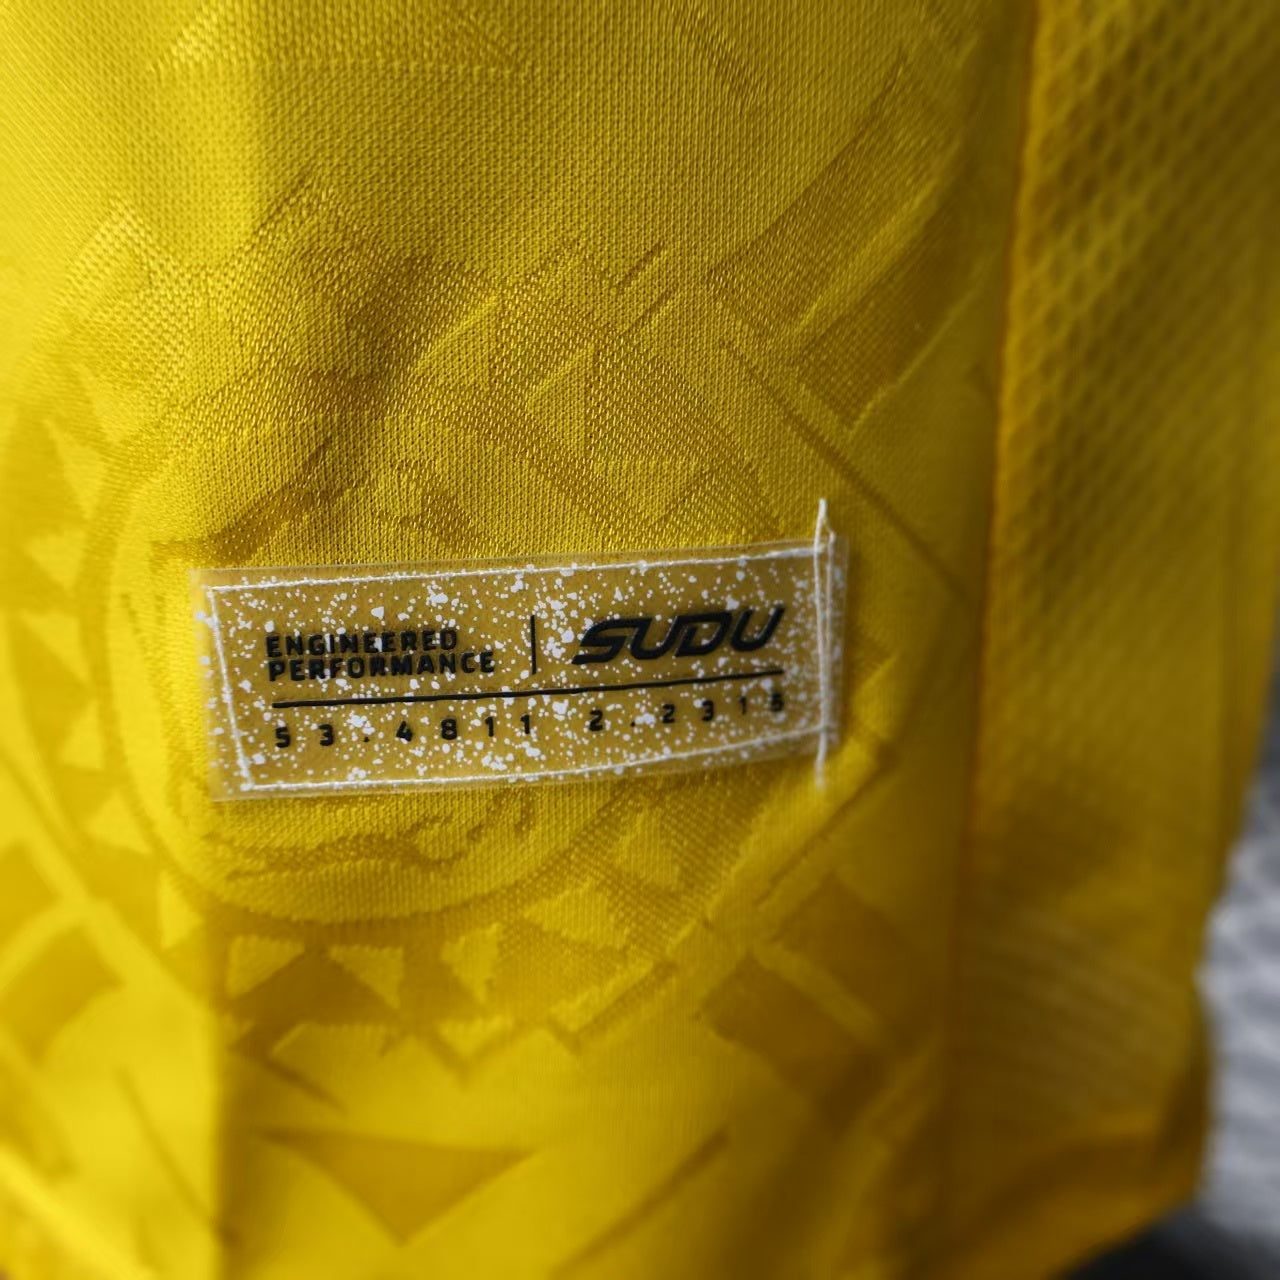 ENGINEERED
PERFORMANCE
SUDU
53.4811 2.2315